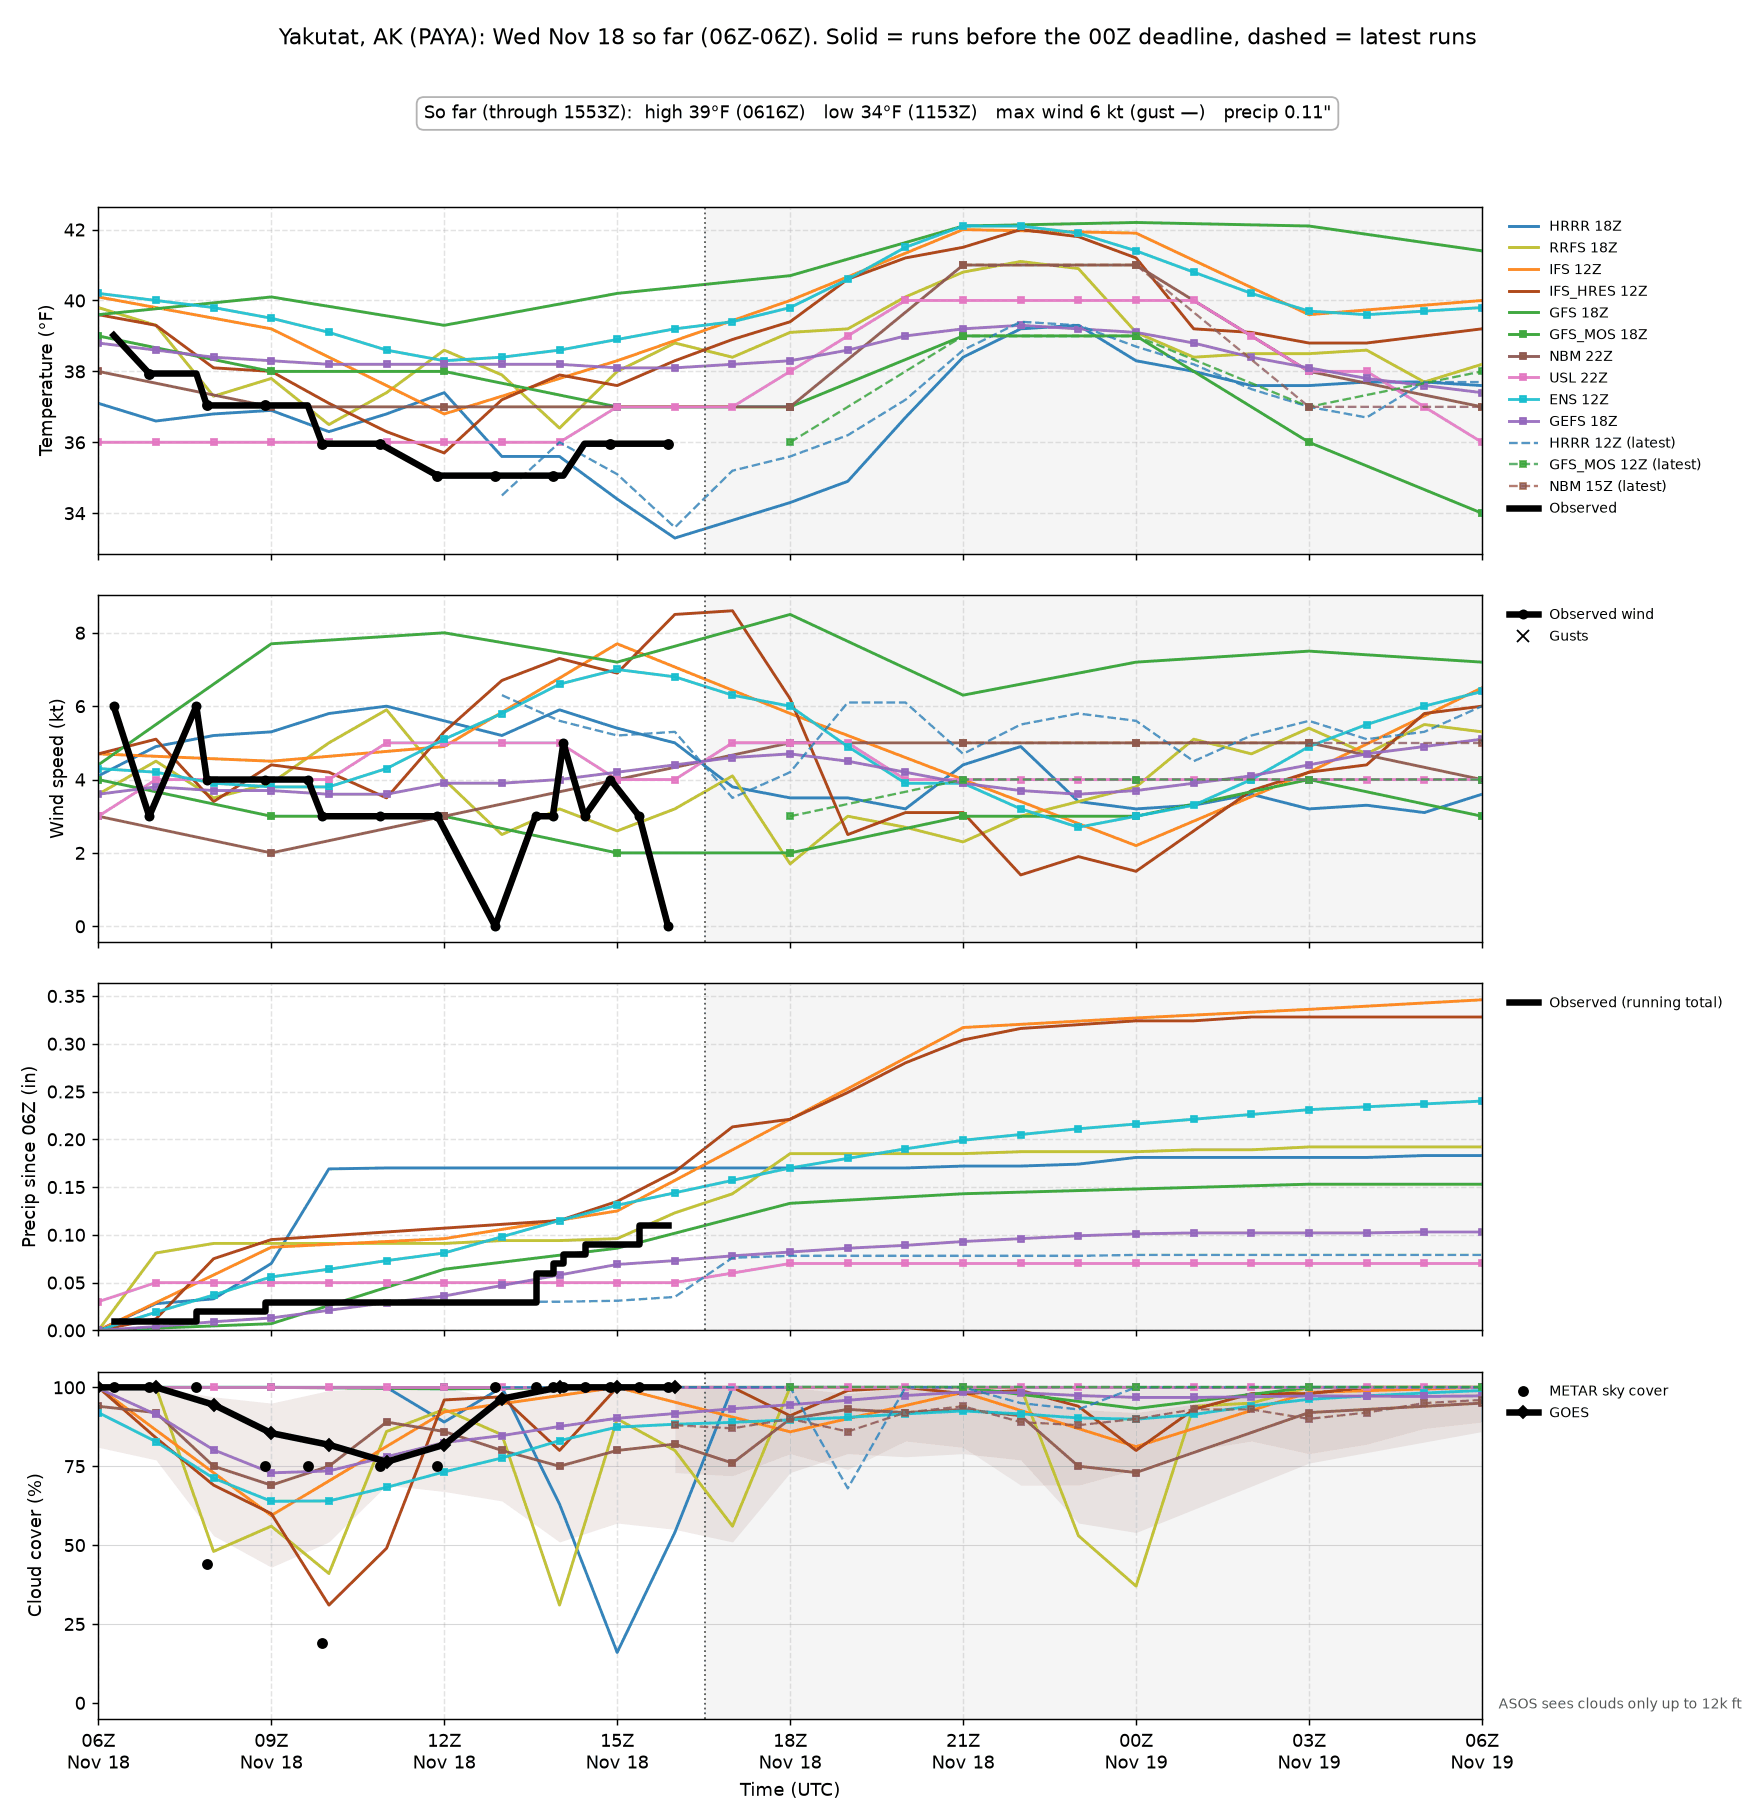 Yakutat, AK (PAYA): Wed Nov 18 so far (06Z-06Z). Solid = runs before the 00Z deadline, dashed = latest runs
So far (through 1553Z):  high 39°F (0616Z)   low 34°F (1153Z)   max wind 6 kt (gust —)   precip 0.11"
Temperature (°F)
42
40
38
36
34
HRRR 18Z
RRFS 18Z
IFS 12Z
IFS_HRES 12Z
GFS 18Z
GFS_MOS 18Z
NBM 22Z
USL 22Z
ENS 12Z
GEFS 18Z
HRRR 12Z (latest)
GFS_MOS 12Z (latest)
NBM 15Z (latest)
Observed
Wind speed (kt)
8
6
4
2
0
Observed wind
Gusts
Precip since 06Z (in)
0.35
0.30
0.25
0.20
0.15
0.10
0.05
0.00
Observed (running total)
Cloud cover (%)
100
75
50
25
0
METAR sky cover
GOES
ASOS sees clouds only up to 12k ft
06Z 09Z 12Z 15Z 18Z 21Z 00Z 03Z 06Z
Nov 18 Nov 18 Nov 18 Nov 18 Nov 18 Nov 18 Nov 19 Nov 19 Nov 19
Time (UTC)